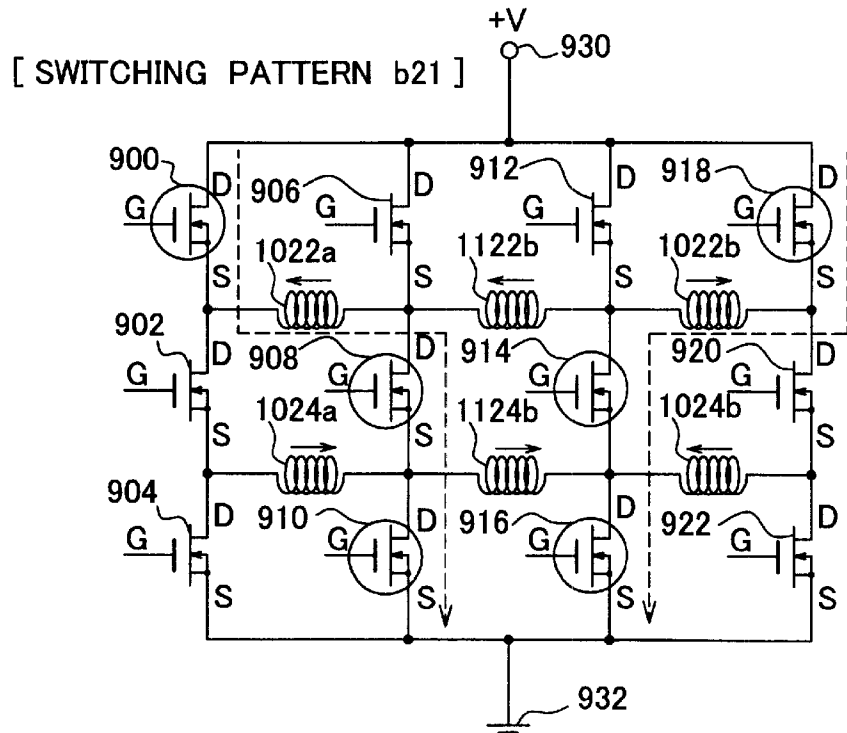 +V
930
[ SWITCHING PATTERN b21 ]
900
D
906
D
912
D
918
D
G
G
G
G
1022a
S
1122b
S
1022b
S
S
902
D
908
D
914
D
920
D
G
G
G
G
1024a
S
1124b
S
1024b
S
S
904
D
910
D
916
D
922
D
G
G
G
G
S
S
S
S
932